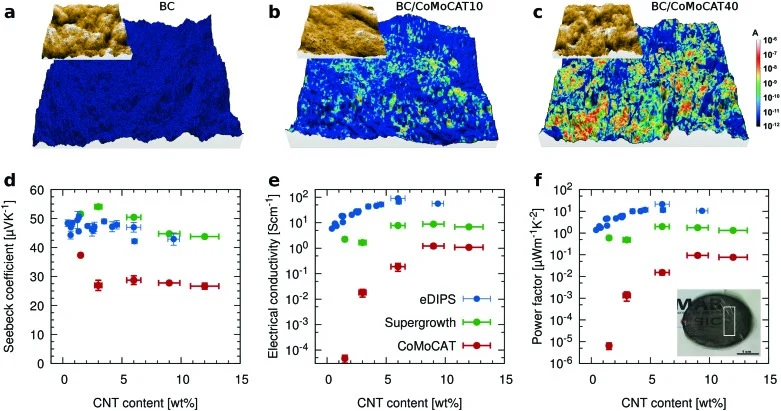 a
BC
b
BC/CoMoCAT10
c
BC/CoMoCAT40
A
10⁻⁶
10⁻⁷
10⁻⁸
10⁻⁹
10⁻¹⁰
10⁻¹¹
10⁻¹²
d
Seebeck coefficient [µVK⁻¹]
60
50
40
30
20
10
0
0 5 10 15
CNT content [wt%]
e
Electrical conductivity [Scm⁻¹]
10²
10¹
10⁰
10⁻¹
10⁻²
10⁻³
10⁻⁴
eDIPS
Supergrowth
CoMoCAT
0 5 10 15
CNT content [wt%]
f
Power factor [µWm⁻¹K⁻²]
10²
10¹
10⁰
10⁻¹
10⁻²
10⁻³
10⁻⁴
10⁻⁵
10⁻⁶
0 5 10 15
CNT content [wt%]